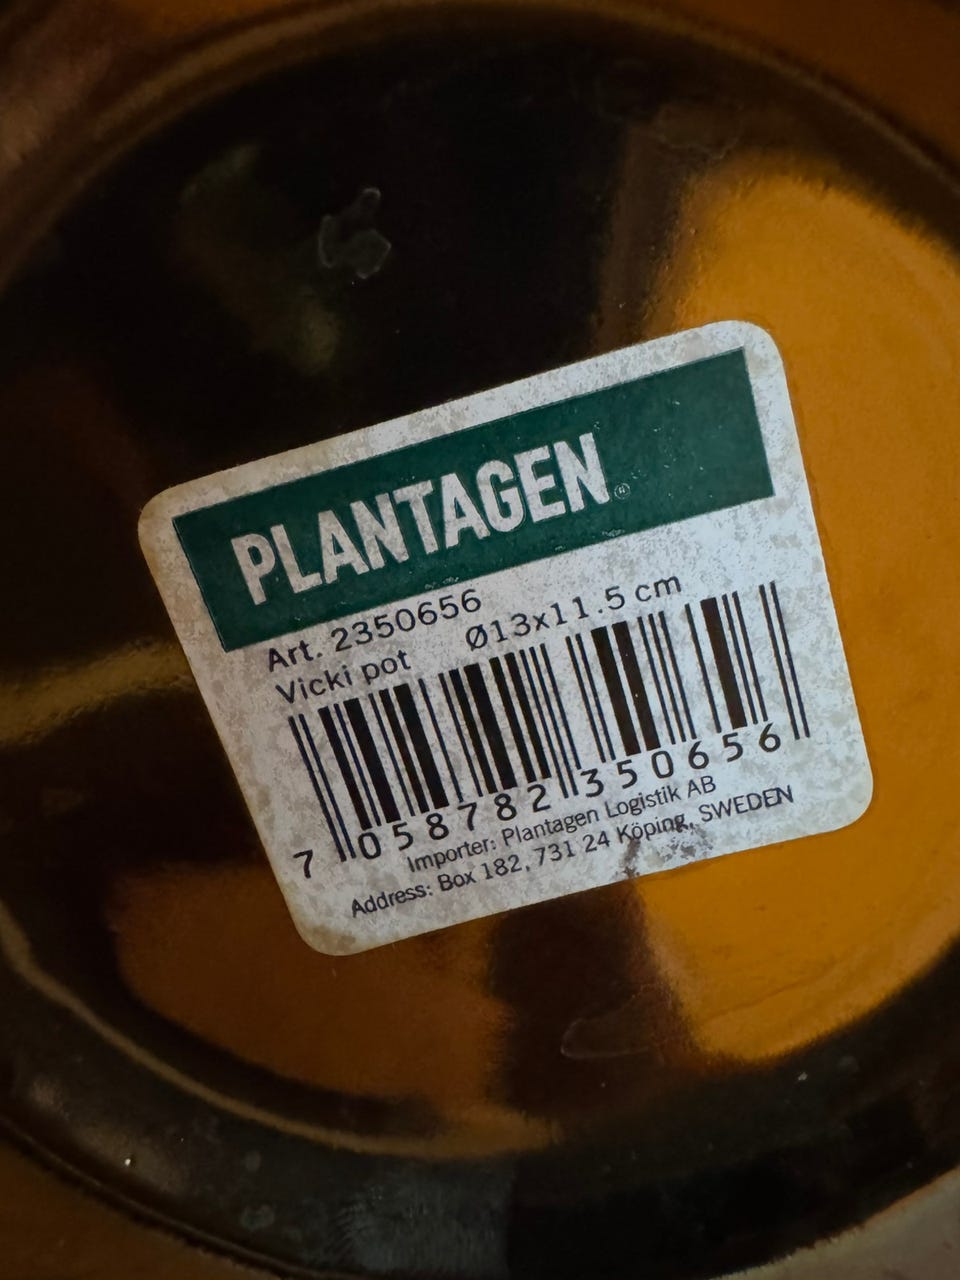 PLANTAGEN®
Art. 2350656
Vicki pot Ø13x11.5 cm
7 058782 350656
Importer: Plantagen Logistik AB
Address: Box 182, 731 24 Köping, SWEDEN